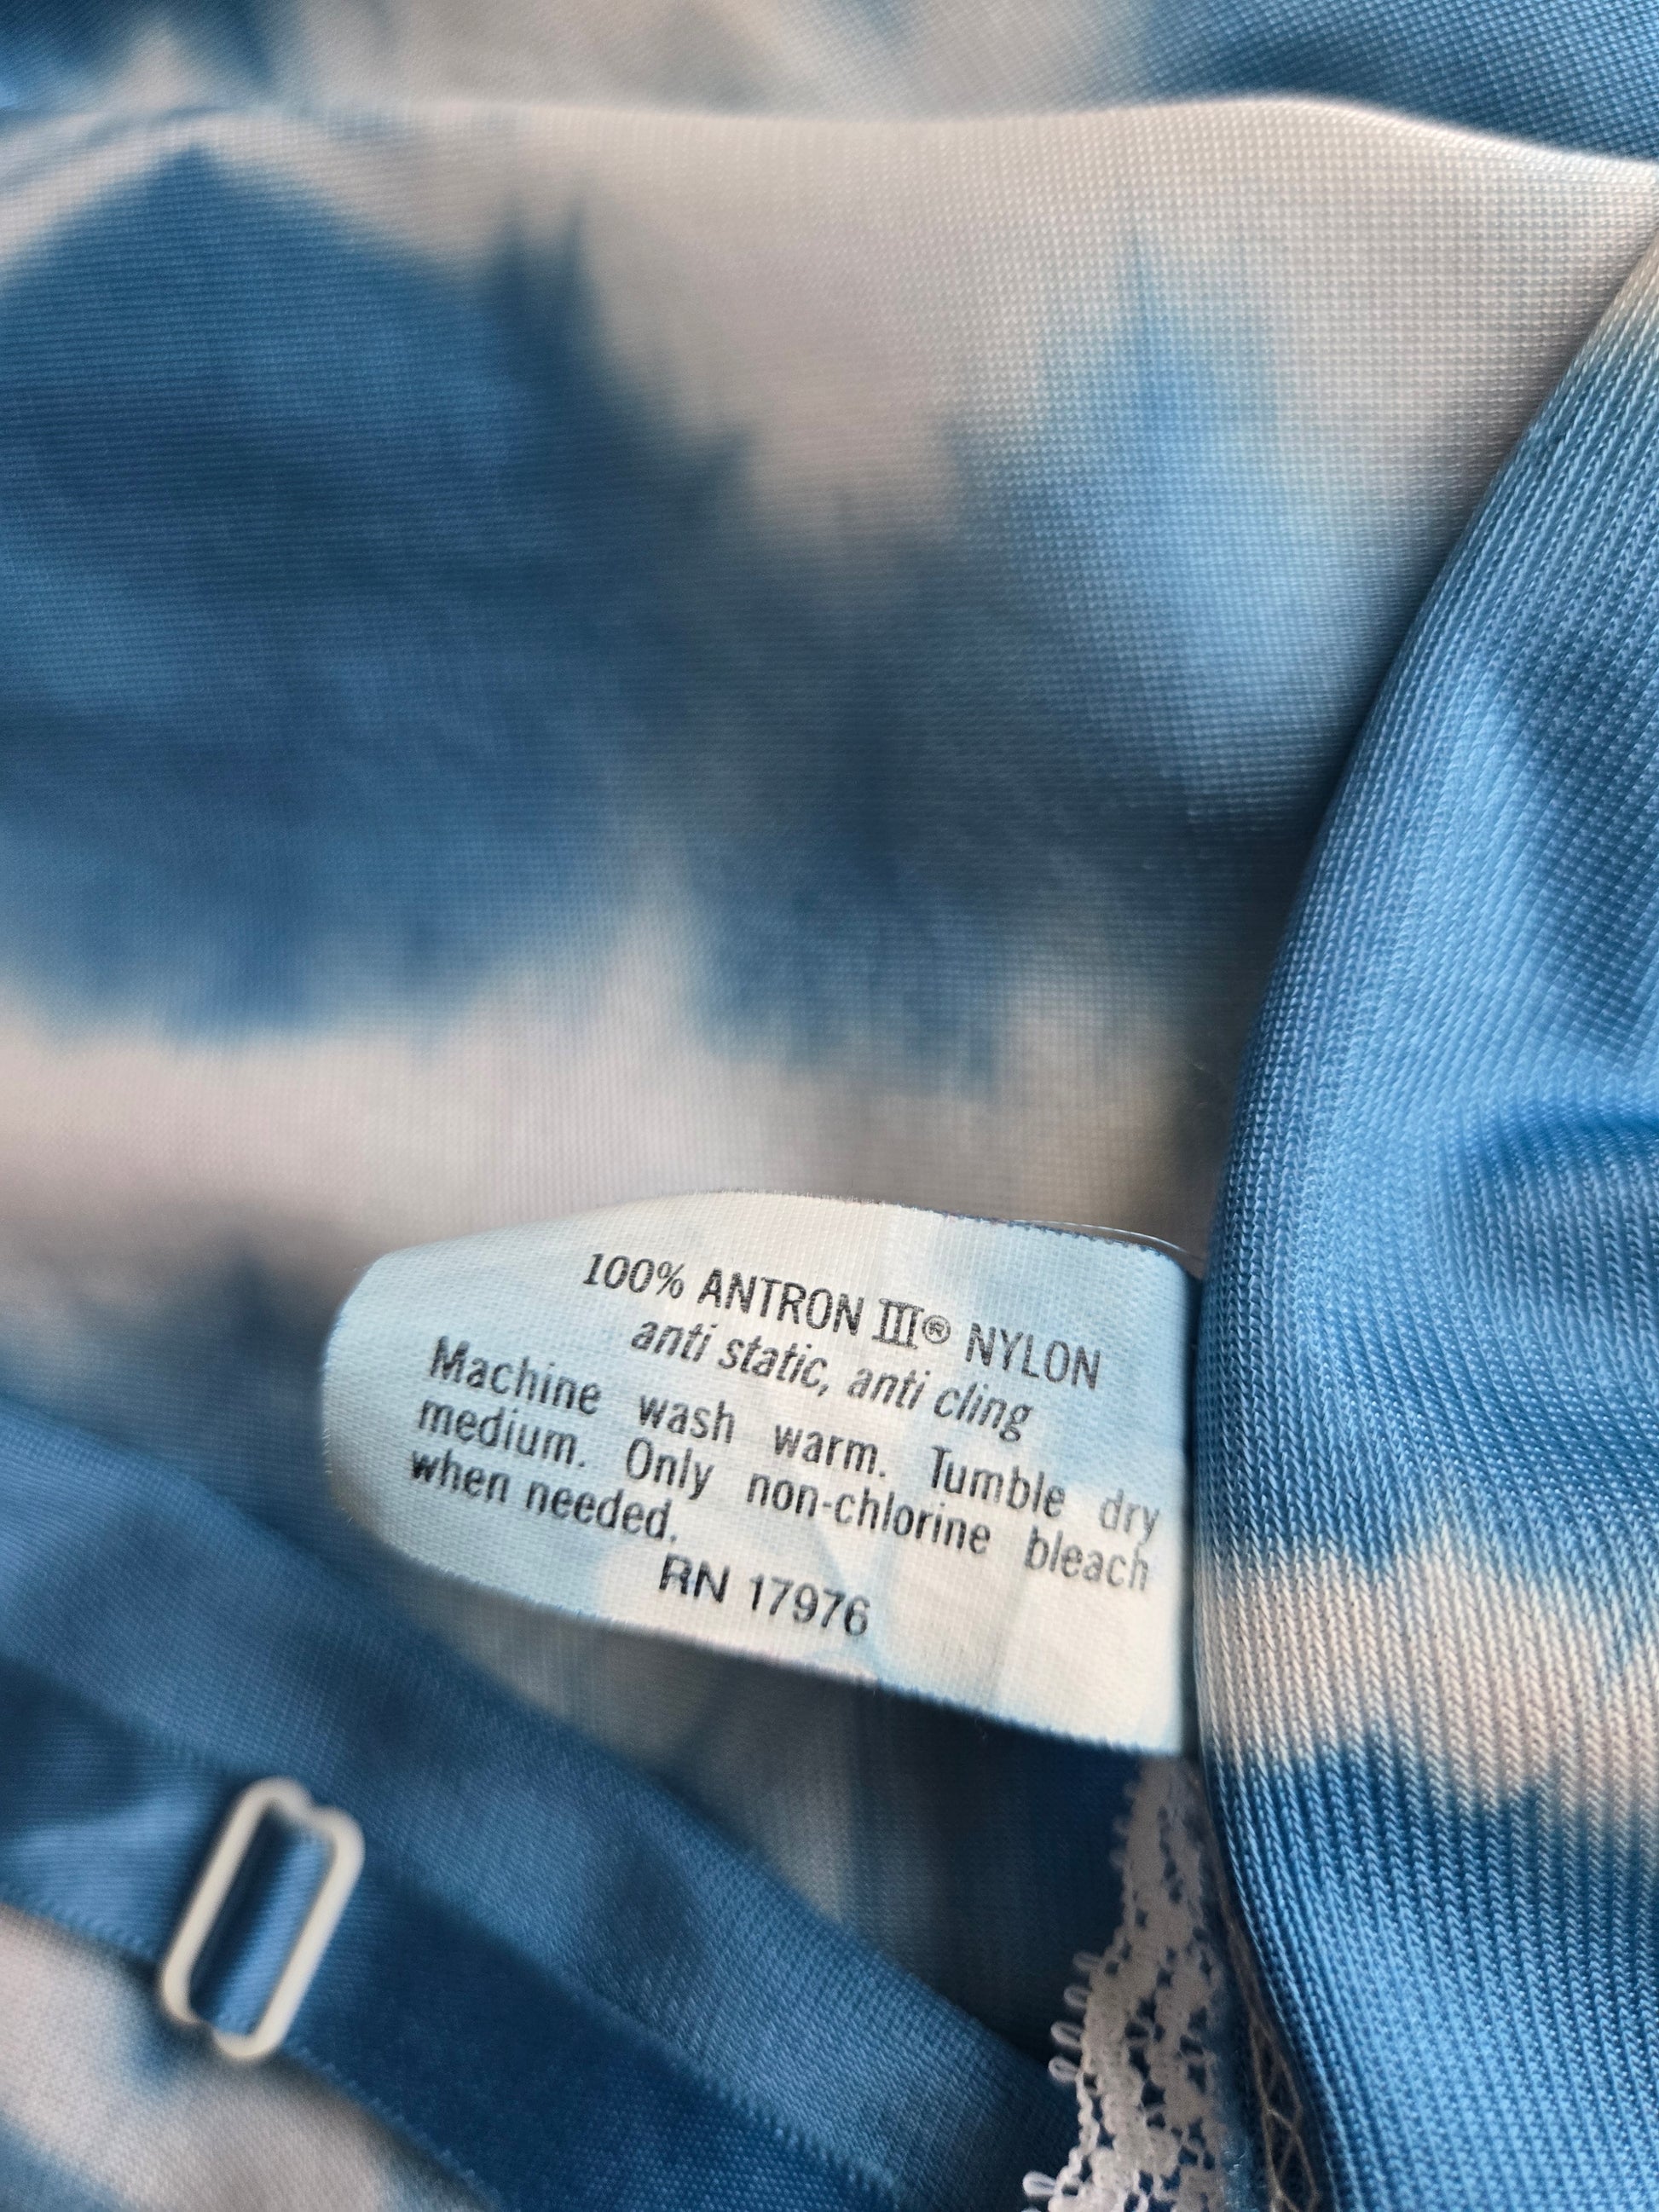 100% ANTRON III® NYLON
anti static, anti cling
Machine wash warm. Tumble dry
medium. Only non-chlorine bleach
when needed.
RN 17976